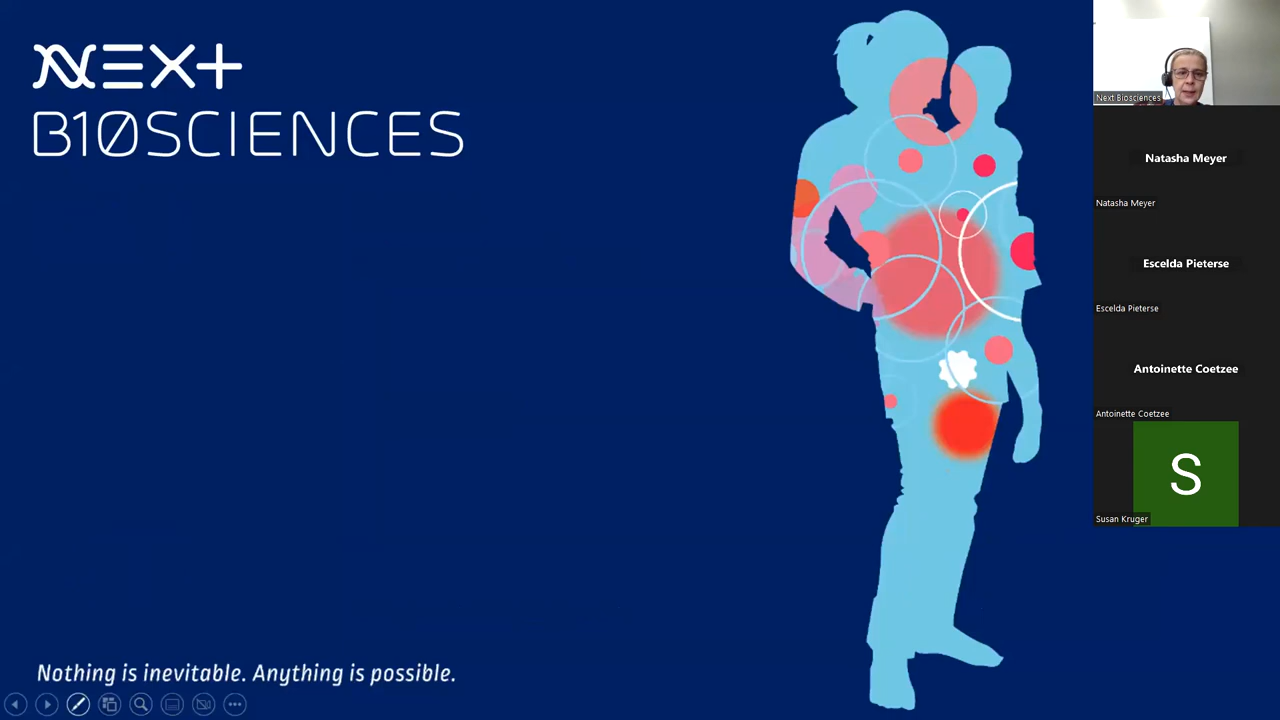 NEXT
B10SCIENCES
Nothing is inevitable. Anything is possible.
Next Biosciences
Natasha Meyer
Natasha Meyer
Escelda Pieterse
Escelda Pieterse
Antoinette Coetzee
Antoinette Coetzee
S
Susan Kruger